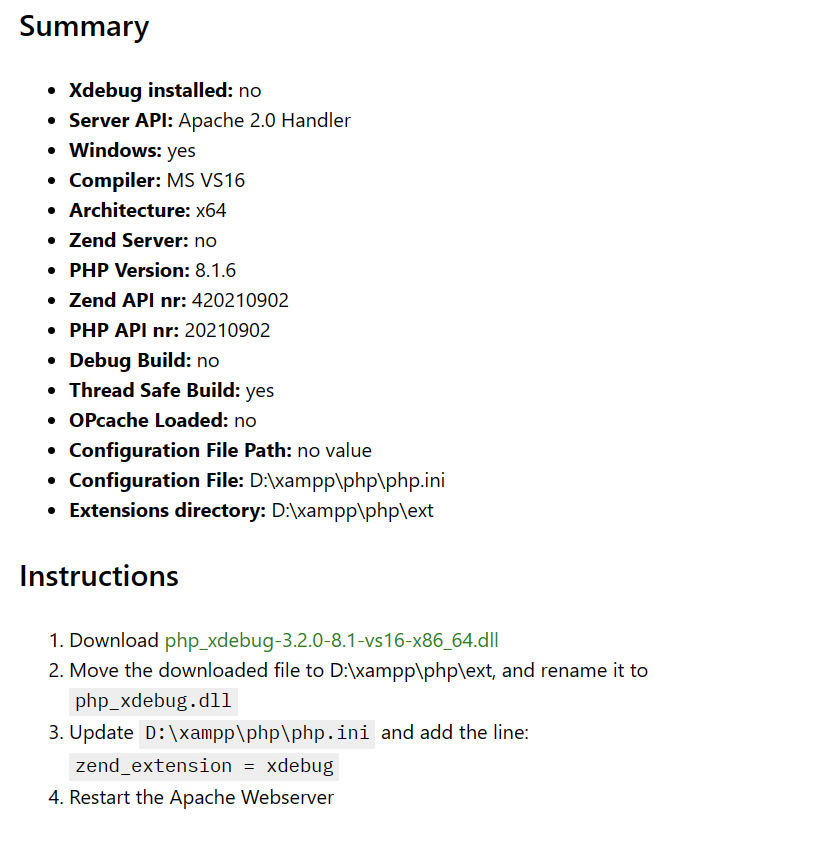 Summary
• Xdebug installed: no
• Server API: Apache 2.0 Handler
• Windows: yes
• Compiler: MS VS16
• Architecture: x64
• Zend Server: no
• PHP Version: 8.1.6
• Zend API nr: 420210902
• PHP API nr: 20210902
• Debug Build: no
• Thread Safe Build: yes
• OPcache Loaded: no
• Configuration File Path: no value
• Configuration File: D:\xampp\php\php.ini
• Extensions directory: D:\xampp\php\ext
Instructions
1. Download php_xdebug-3.2.0-8.1-vs16-x86_64.dll
2. Move the downloaded file to D:\xampp\php\ext, and rename it to
php_xdebug.dll
3. Update D:\xampp\php\php.ini and add the line:
zend_extension = xdebug
4. Restart the Apache Webserver